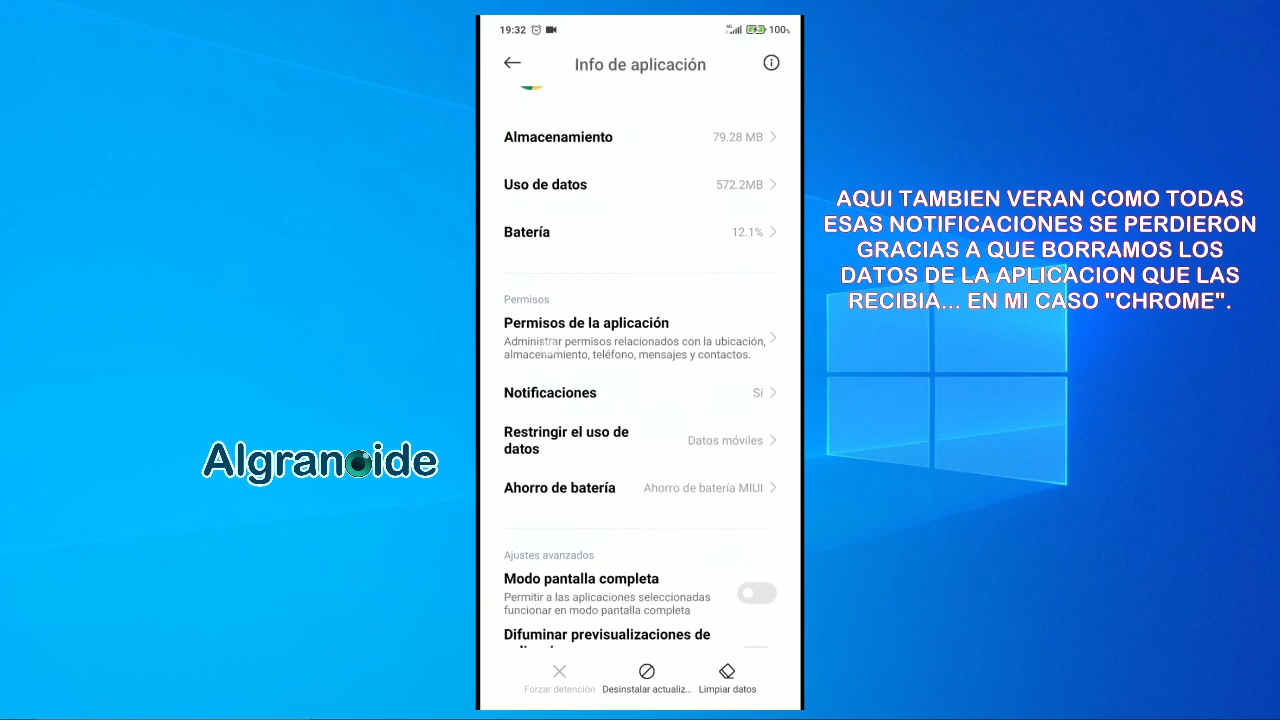 19:32
100%
Info de aplicación
Almacenamiento 79.28 MB
Uso de datos 572.2MB
Batería 12.1%
Permisos
Permisos de la aplicación
Administrar permisos relacionados con la ubicación,
almacenamiento, teléfono, mensajes y contactos.
Notificaciones Sí
Restringir el uso de
datos
Datos móviles
Ahorro de batería Ahorro de batería MIUI
Ajustes avanzados
Modo pantalla completa
Permitir a las aplicaciones seleccionadas
funcionar en modo pantalla completa
Difuminar previsualizaciones de
Forzar detención Desinstalar actualiz... Limpiar datos
Algranoide
AQUI TAMBIEN VERAN COMO TODAS
ESAS NOTIFICACIONES SE PERDIERON
GRACIAS A QUE BORRAMOS LOS
DATOS DE LA APLICACION QUE LAS
RECIBIA... EN MI CASO "CHROME".